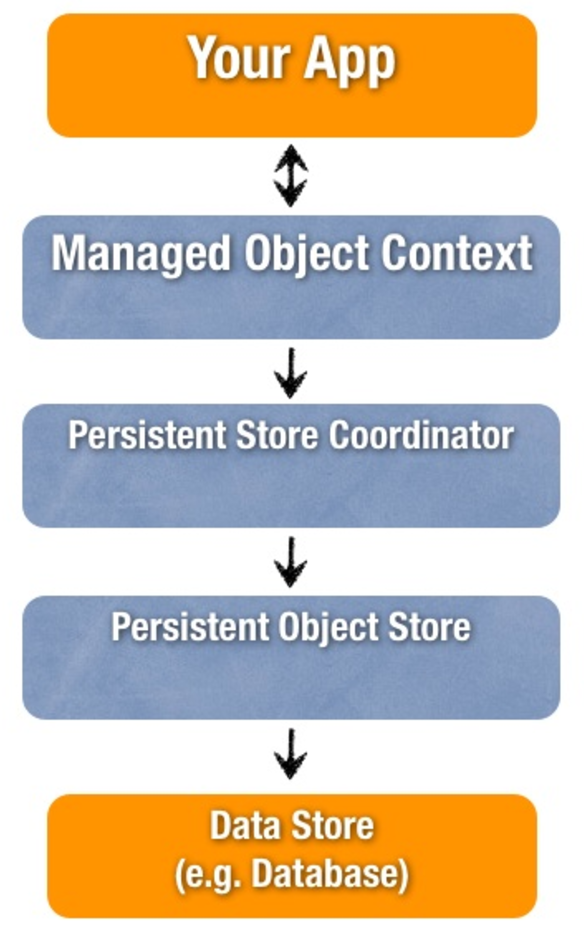 Your App
Managed Object Context
Persistent Store Coordinator
Persistent Object Store
Data Store
(e.g. Database)